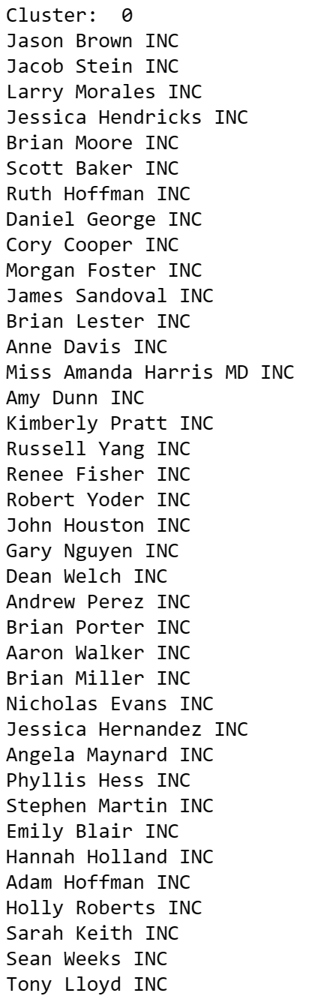 Cluster:  0
Jason Brown INC
Jacob Stein INC
Larry Morales INC
Jessica Hendricks INC
Brian Moore INC
Scott Baker INC
Ruth Hoffman INC
Daniel George INC
Cory Cooper INC
Morgan Foster INC
James Sandoval INC
Brian Lester INC
Anne Davis INC
Miss Amanda Harris MD INC
Amy Dunn INC
Kimberly Pratt INC
Russell Yang INC
Renee Fisher INC
Robert Yoder INC
John Houston INC
Gary Nguyen INC
Dean Welch INC
Andrew Perez INC
Brian Porter INC
Aaron Walker INC
Brian Miller INC
Nicholas Evans INC
Jessica Hernandez INC
Angela Maynard INC
Phyllis Hess INC
Stephen Martin INC
Emily Blair INC
Hannah Holland INC
Adam Hoffman INC
Holly Roberts INC
Sarah Keith INC
Sean Weeks INC
Tony Lloyd INC